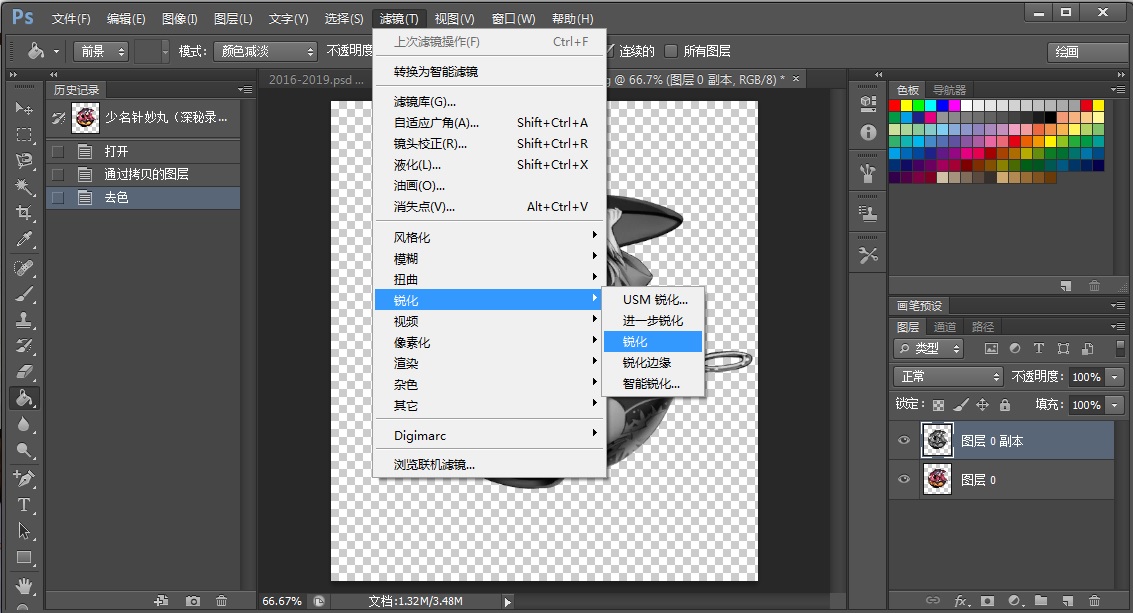 Ps 文件(F) 编辑(E) 图像(I) 图层(L) 文字(Y) 选择(S) 滤镜(T) 视图(V) 窗口(W) 帮助(H)
前景 模式: 颜色减淡 不透明度 连续的 所有图层 绘画
2016-2019.psd ... g @ 66.7% (图层 0 副本, RGB/8) * ×
历史记录
少名针妙丸（深秘录...
打开
通过拷贝的图层
去色
上次滤镜操作(F) Ctrl+F
转换为智能滤镜
滤镜库(G)...
自适应广角(A)... Shift+Ctrl+A
镜头校正(R)... Shift+Ctrl+R
液化(L)... Shift+Ctrl+X
油画(O)...
消失点(V)... Alt+Ctrl+V
风格化
模糊
扭曲
锐化
视频
像素化
渲染
杂色
其它
Digimarc
浏览联机滤镜...
USM 锐化...
进一步锐化
锐化
锐化边缘
智能锐化...
色板 导航器
画笔预设
图层 通道 路径
类型
正常 不透明度: 100%
锁定: 填充: 100%
图层 0 副本
图层 0
66.67% 文档:1.32M/3.48M
fx